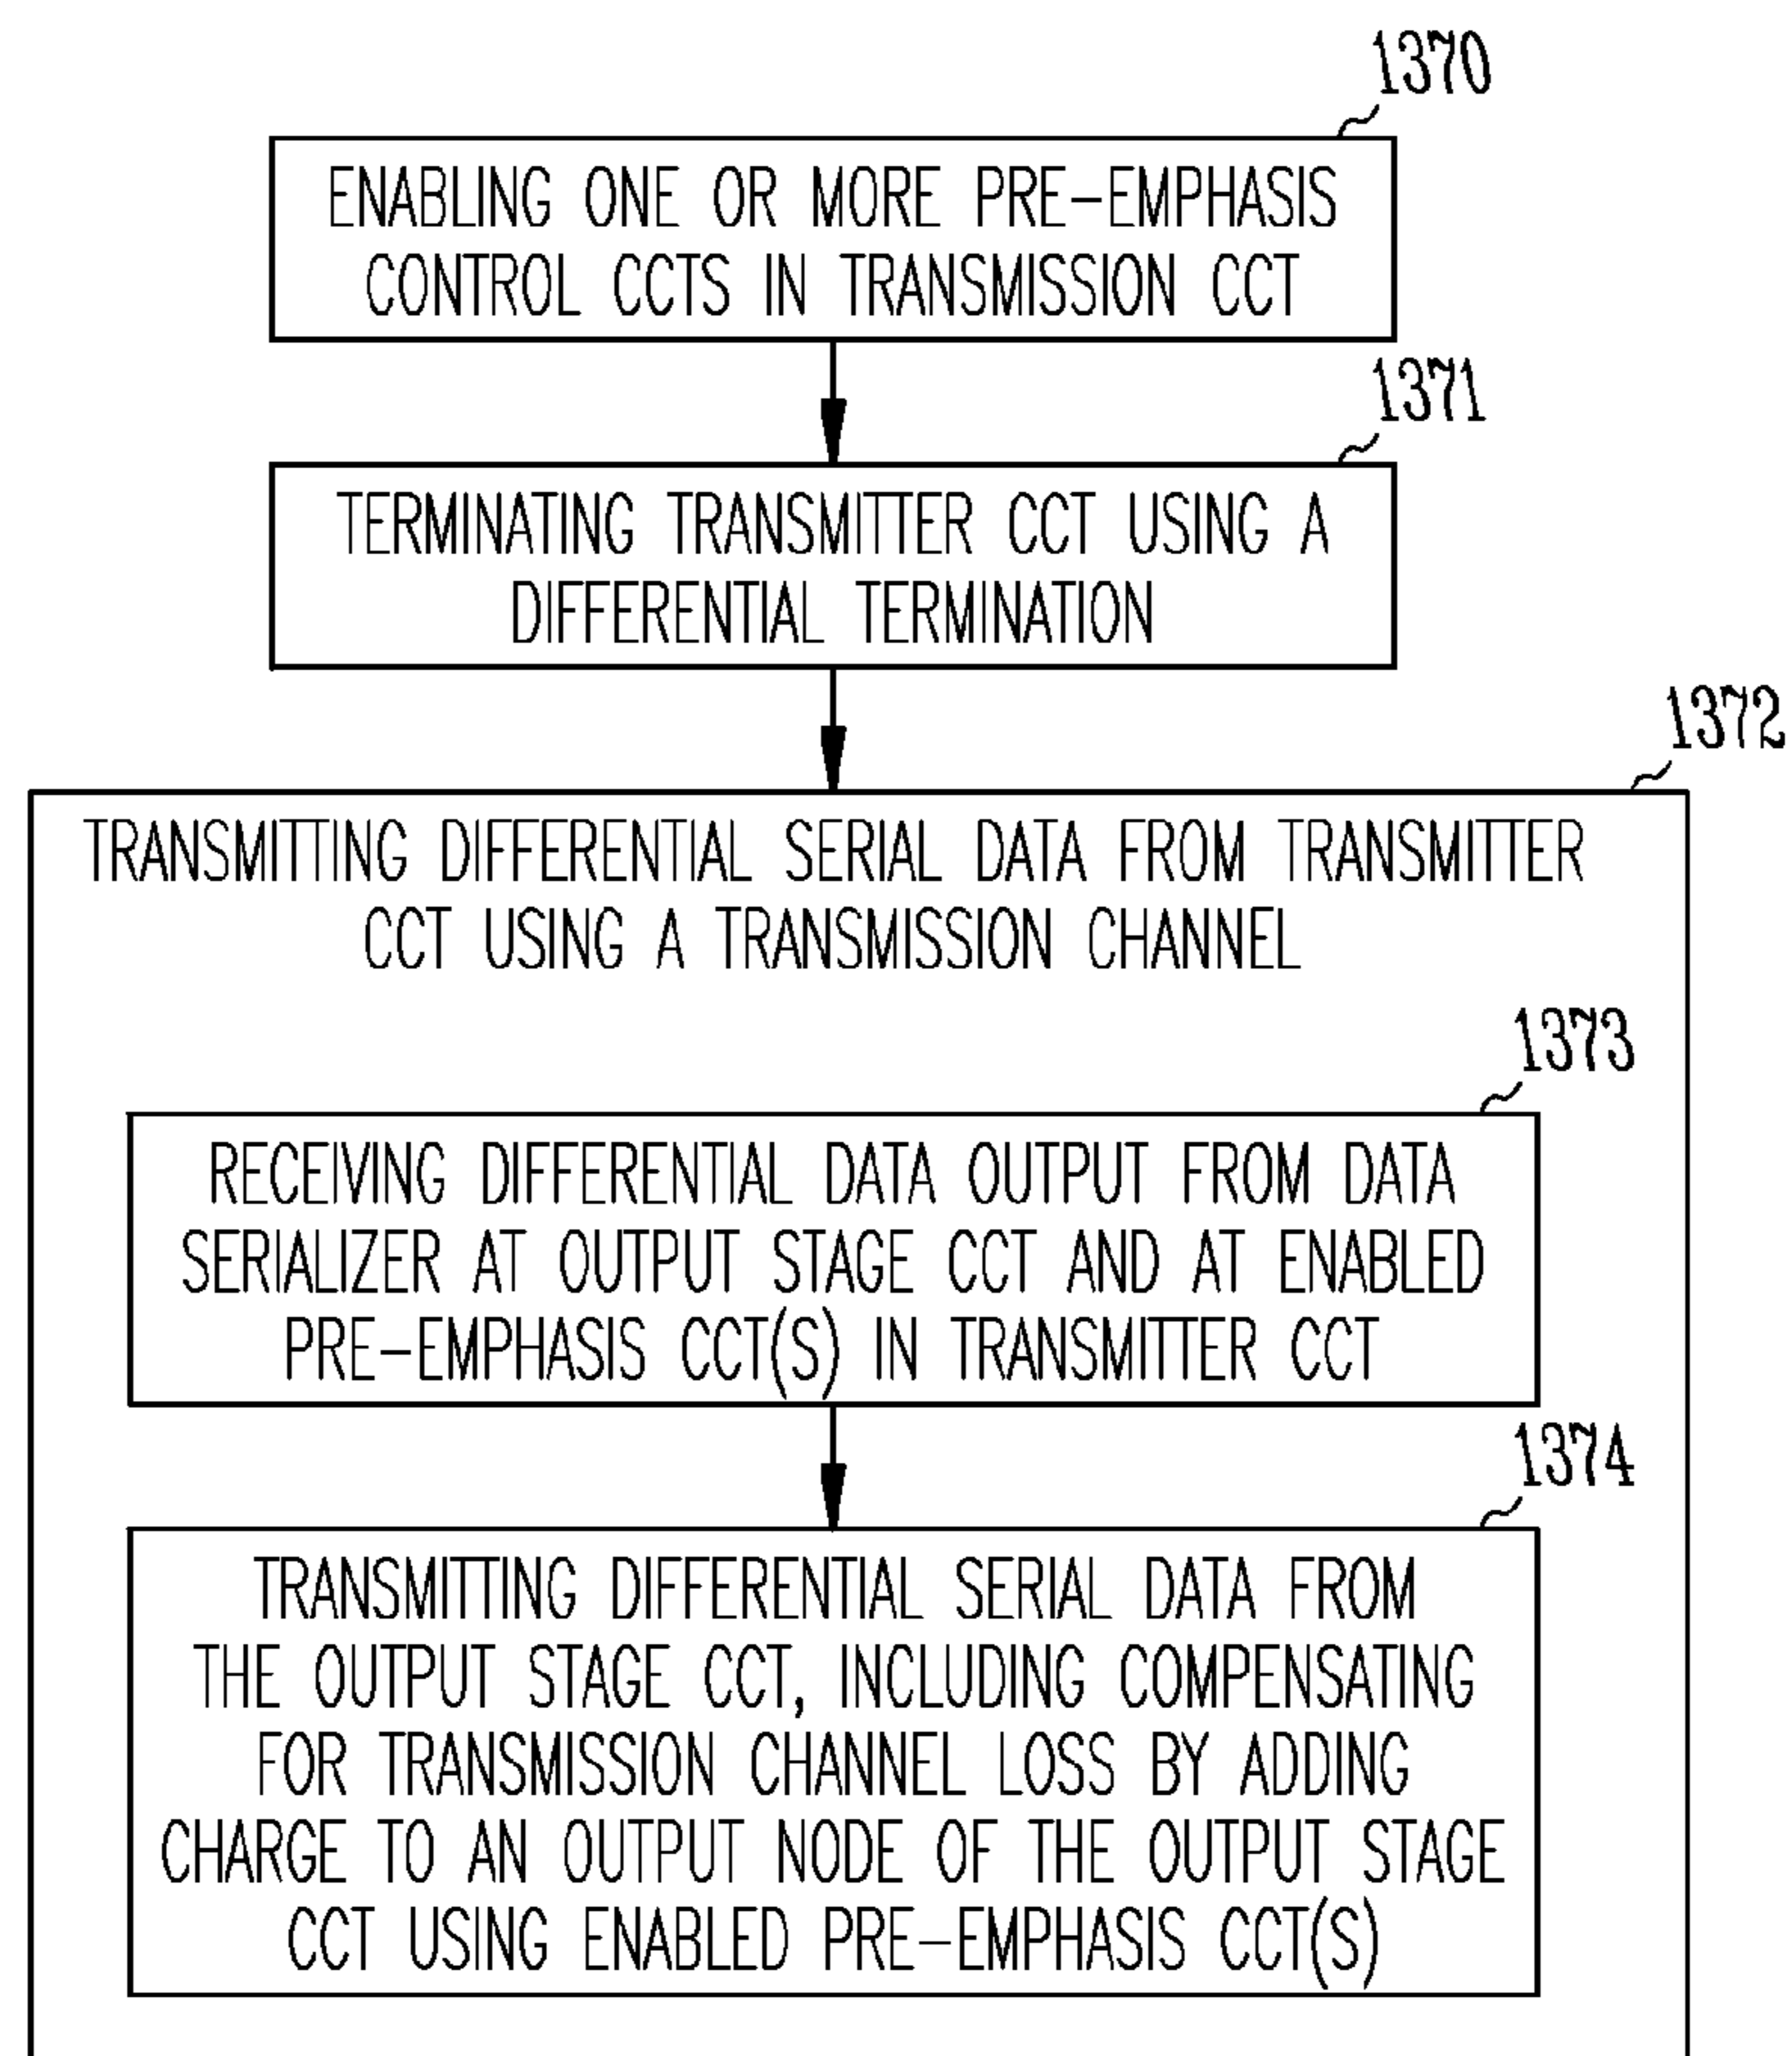 1370
ENABLING ONE OR MORE PRE-EMPHASIS
CONTROL CCTS IN TRANSMISSION CCT
1371
TERMINATING TRANSMITTER CCT USING A
DIFFERENTIAL TERMINATION
1372
TRANSMITTING DIFFERENTIAL SERIAL DATA FROM TRANSMITTER
CCT USING A TRANSMISSION CHANNEL
1373
RECEIVING DIFFERENTIAL DATA OUTPUT FROM DATA
SERIALIZER AT OUTPUT STAGE CCT AND AT ENABLED
PRE-EMPHASIS CCT(S) IN TRANSMITTER CCT
1374
TRANSMITTING DIFFERENTIAL SERIAL DATA FROM
THE OUTPUT STAGE CCT, INCLUDING COMPENSATING
FOR TRANSMISSION CHANNEL LOSS BY ADDING
CHARGE TO AN OUTPUT NODE OF THE OUTPUT STAGE
CCT USING ENABLED PRE-EMPHASIS CCT(S)